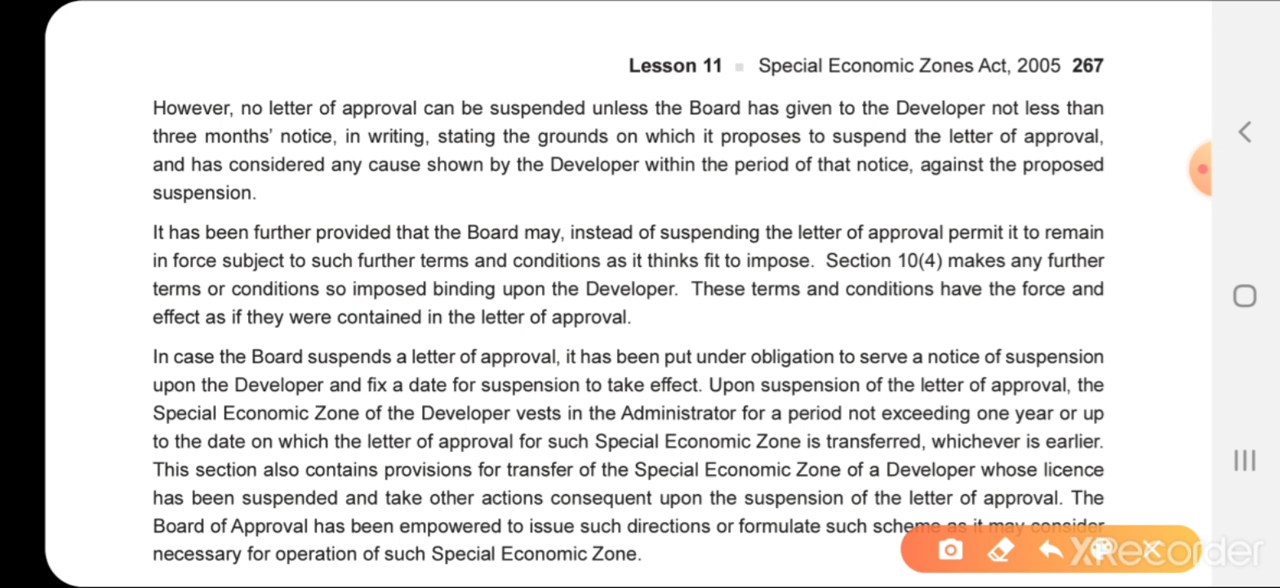 Lesson 11 ▪ Special Economic Zones Act, 2005 267
However, no letter of approval can be suspended unless the Board has given to the Developer not less than
three months’ notice, in writing, stating the grounds on which it proposes to suspend the letter of approval,
and has considered any cause shown by the Developer within the period of that notice, against the proposed
suspension.
It has been further provided that the Board may, instead of suspending the letter of approval permit it to remain
in force subject to such further terms and conditions as it thinks fit to impose. Section 10(4) makes any further
terms or conditions so imposed binding upon the Developer. These terms and conditions have the force and
effect as if they were contained in the letter of approval.
In case the Board suspends a letter of approval, it has been put under obligation to serve a notice of suspension
upon the Developer and fix a date for suspension to take effect. Upon suspension of the letter of approval, the
Special Economic Zone of the Developer vests in the Administrator for a period not exceeding one year or up
to the date on which the letter of approval for such Special Economic Zone is transferred, whichever is earlier.
This section also contains provisions for transfer of the Special Economic Zone of a Developer whose licence
has been suspended and take other actions consequent upon the suspension of the letter of approval. The
Board of Approval has been empowered to issue such directions or formulate such scheme as it may consider
necessary for operation of such Special Economic Zone.
XRecorder